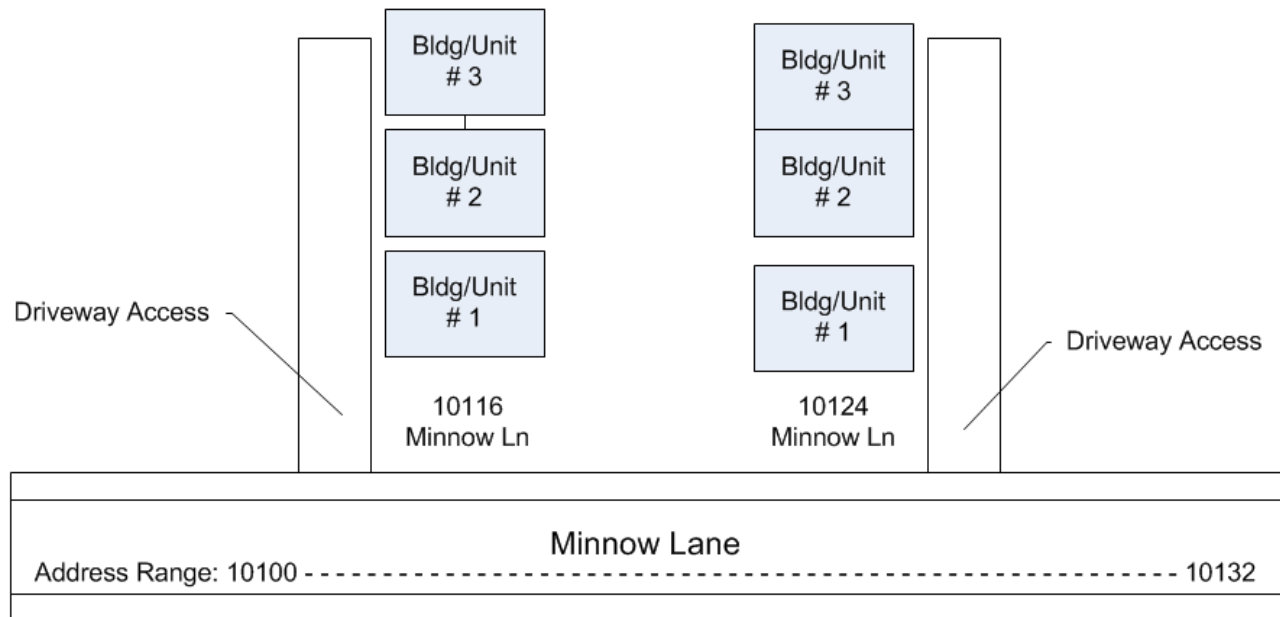 Bldg/Unit
# 3
Bldg/Unit
# 3
Bldg/Unit
# 2
Bldg/Unit
# 2
Bldg/Unit
# 1
Bldg/Unit
# 1
Driveway Access
Driveway Access
10116
Minnow Ln
10124
Minnow Ln
Minnow Lane
Address Range: 10100 - - - - - - - - - - - - - - - - - - - - - - - - - - - - - - - - - - - - - - - - 10132